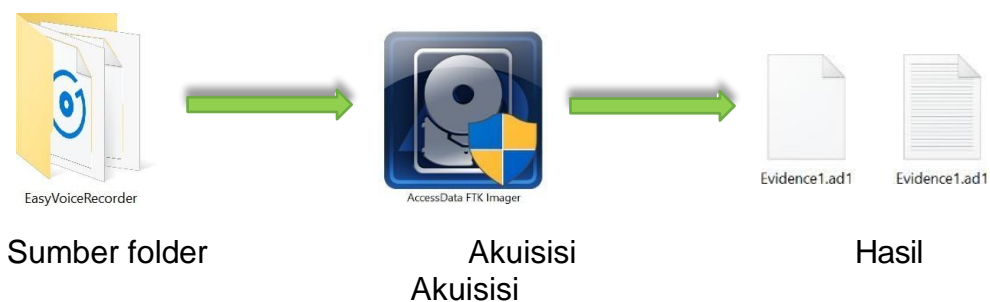 EasyVoiceRecorder
AccessData FTK Imager
Evidence1.ad1 Evidence1.ad1
Sumber folder Akuisisi Hasil
Akuisisi